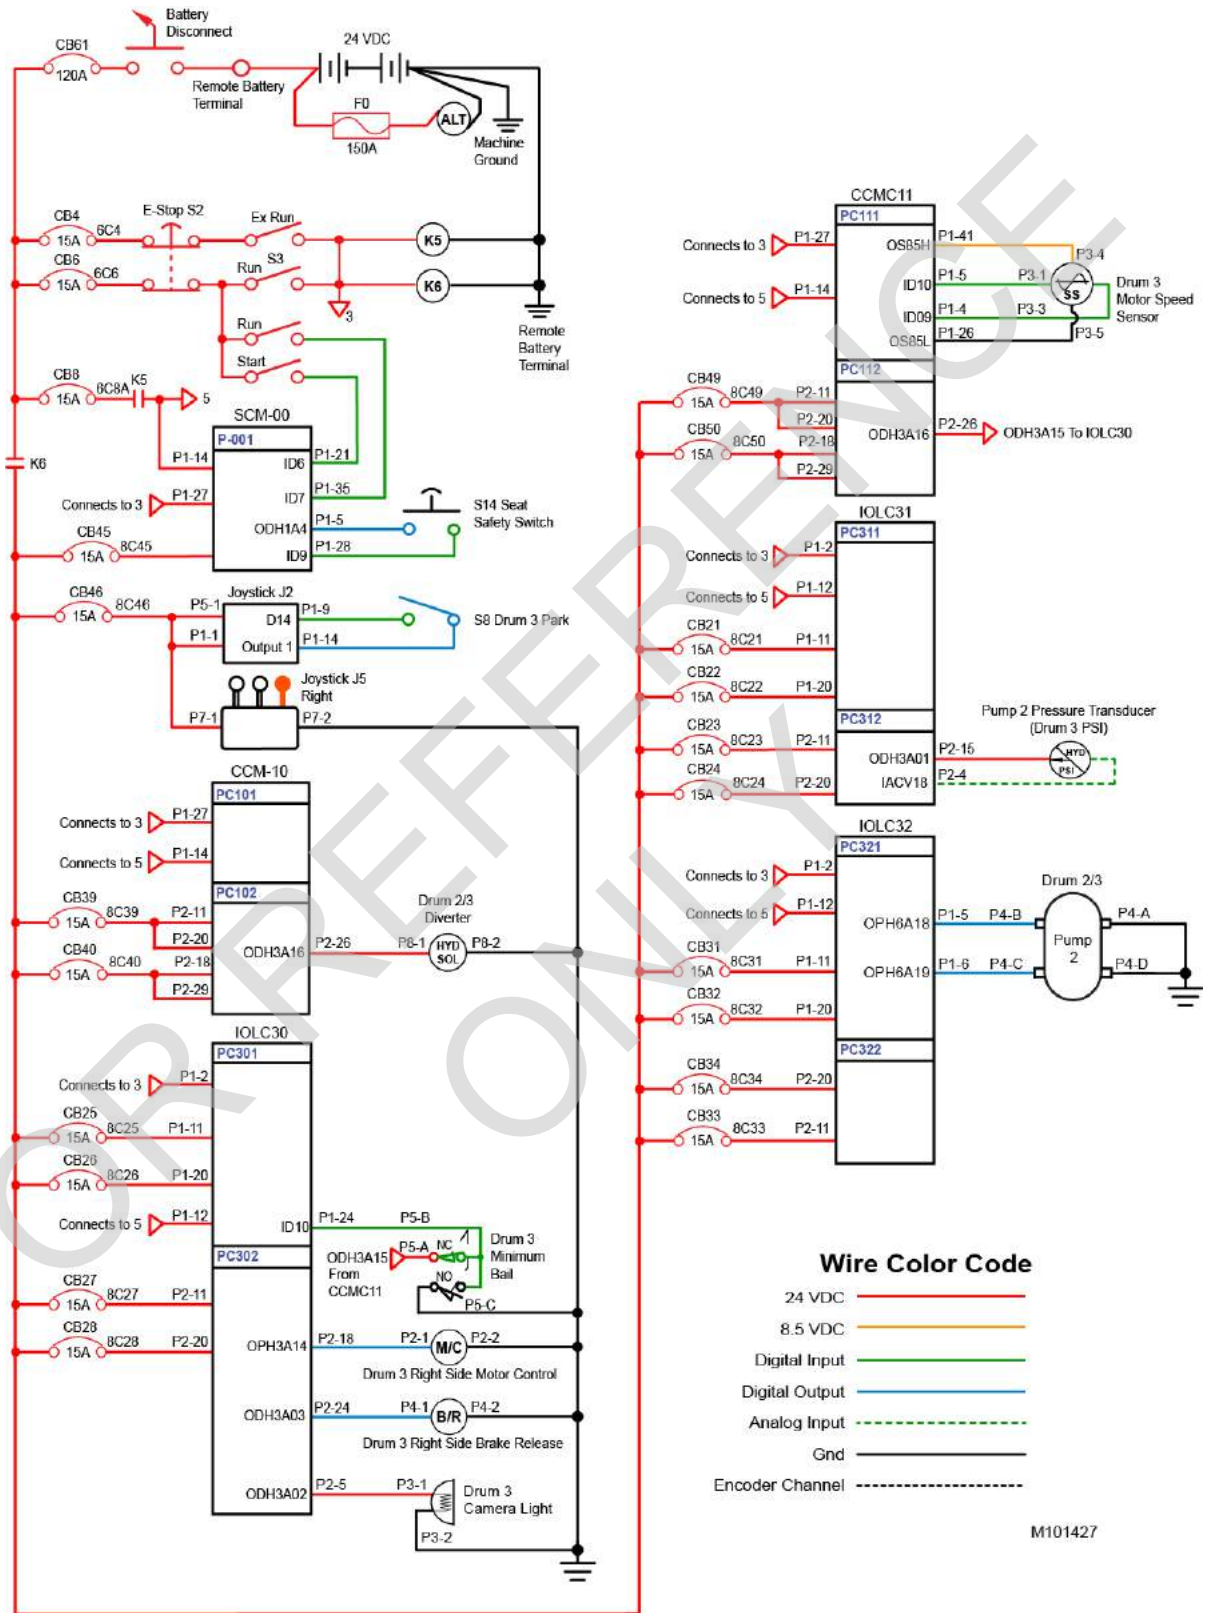 Battery
Disconnect
CB61
120A
Remote Battery
Terminal
24 VDC
F0
150A
ALT
Machine
Ground
CB4
15A
6C4
E-Stop S2
Ex Run
K5
CB6
15A
6C6
Run
S3
K6
3
Remote
Battery
Terminal
Run
Start
CB8
15A
6C8A
K5
5
K6
SCM-00
P-001
P1-14
ID6
P1-21
Connects to 3
P1-27
ID7
P1-35
ODH1A4
P1-5
S14 Seat
Safety Switch
CB45
15A
8C45
ID9
P1-28
CB46
15A
8C46
Joystick J2
P5-1
D14
P1-9
S8 Drum 3 Park
P1-1
Output 1
P1-14
Joystick J5
Right
P7-1
P7-2
CCM-10
PC101
Connects to 3
P1-27
Connects to 5
P1-14
PC102
CB39
15A
8C39
P2-11
P2-20
CB40
15A
8C40
P2-18
P2-29
ODH3A16
P2-26
Drum 2/3
Diverter
P8-1
HYD
SOL
P8-2
IOLC30
PC301
Connects to 3
P1-2
CB25
15A
8C25
P1-11
CB26
15A
8C26
P1-20
Connects to 5
P1-12
ID10
P1-24
P5-B
PC302
ODH3A15
From
CCMC11
P5-A
NC
NO
P5-C
Drum 3
Minimum
Bail
CB27
15A
8C27
P2-11
CB28
15A
8C28
P2-20
OPH3A14
P2-18
P2-1
M/C
P2-2
Drum 3 Right Side Motor Control
ODH3A03
P2-24
P4-1
B/R
P4-2
Drum 3 Right Side Brake Release
ODH3A02
P2-5
P3-1
Drum 3
Camera Light
P3-2
CCMC11
PC111
Connects to 3
P1-27
OS85H
P1-41
P3-4
ID10
P1-5
P3-1
SS
Drum 3
Motor Speed
Sensor
Connects to 5
P1-14
ID09
P1-4
P3-3
OS85L
P1-26
P3-5
PC112
CB49
15A
8C49
P2-11
P2-20
CB50
15A
8C50
P2-18
P2-29
ODH3A16
P2-26
ODH3A15 To IOLC30
IOLC31
PC311
Connects to 3
P1-2
Connects to 5
P1-12
CB21
15A
8C21
P1-11
CB22
15A
8C22
P1-20
PC312
CB23
15A
8C23
P2-11
CB24
15A
8C24
P2-20
Pump 2 Pressure Transducer
(Drum 3 PSI)
ODH3A01
P2-15
HYD
PSI
IACV18
P2-4
IOLC32
PC321
Connects to 3
P1-2
Connects to 5
P1-12
OPH6A18
P1-5
P4-B
Drum 2/3
Pump
2
P4-A
CB31
15A
8C31
P1-11
OPH6A19
P1-6
P4-C
P4-D
CB32
15A
8C32
P1-20
PC322
CB34
15A
8C34
P2-20
CB33
15A
8C33
P2-11
Wire Color Code
24 VDC
8.5 VDC
Digital Input
Digital Output
Analog Input
Gnd
Encoder Channel
M101427
OR REFERENCE
ONLY